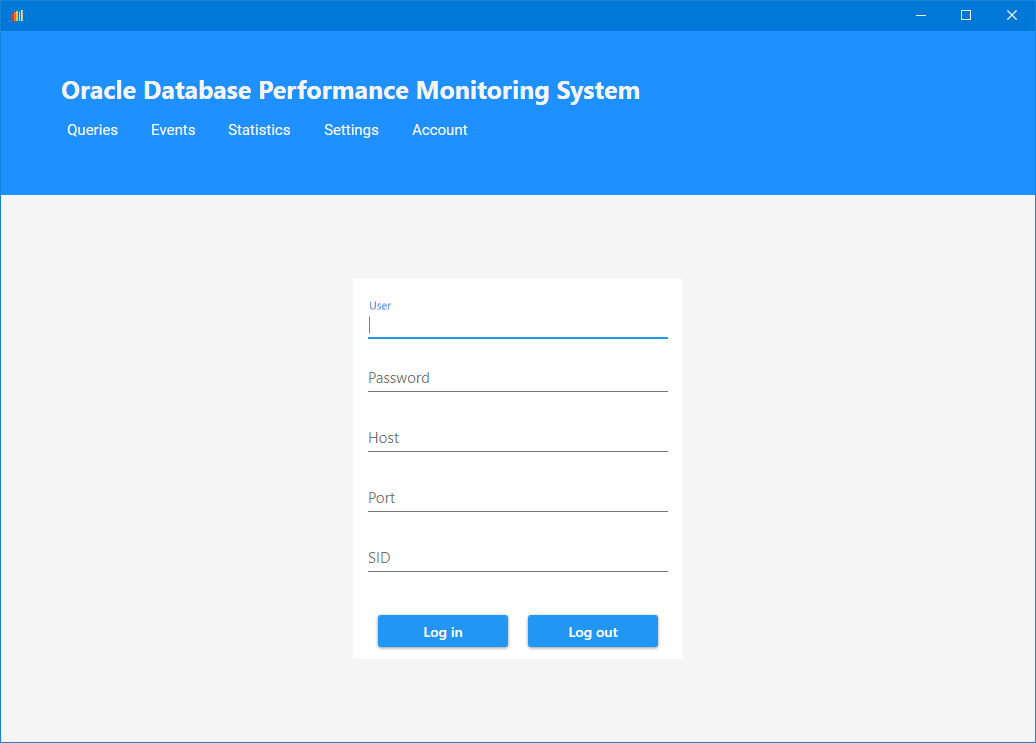 Oracle Database Performance Monitoring System
Queries Events Statistics Settings Account
User
Password
Host
Port
SID
Log in Log out